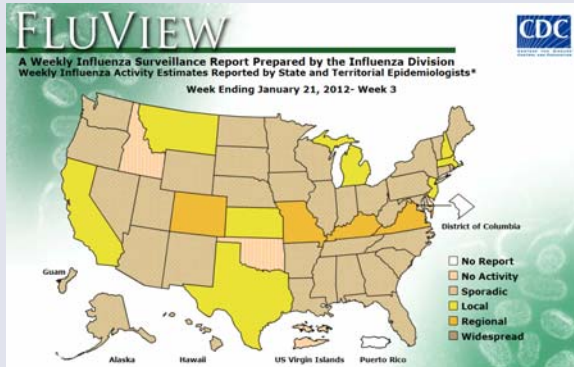 FLUVIEW
CDC
A Weekly Influenza Surveillance Report Prepared by the Influenza Division
Weekly Influenza Activity Estimates Reported by State and Territorial Epidemiologists*
Week Ending January 21, 2012- Week 3
District of Columbia
No Report
No Activity
Sporadic
Local
Regional
Widespread
Guam
Alaska
Hawaii
US Virgin Islands
Puerto Rico